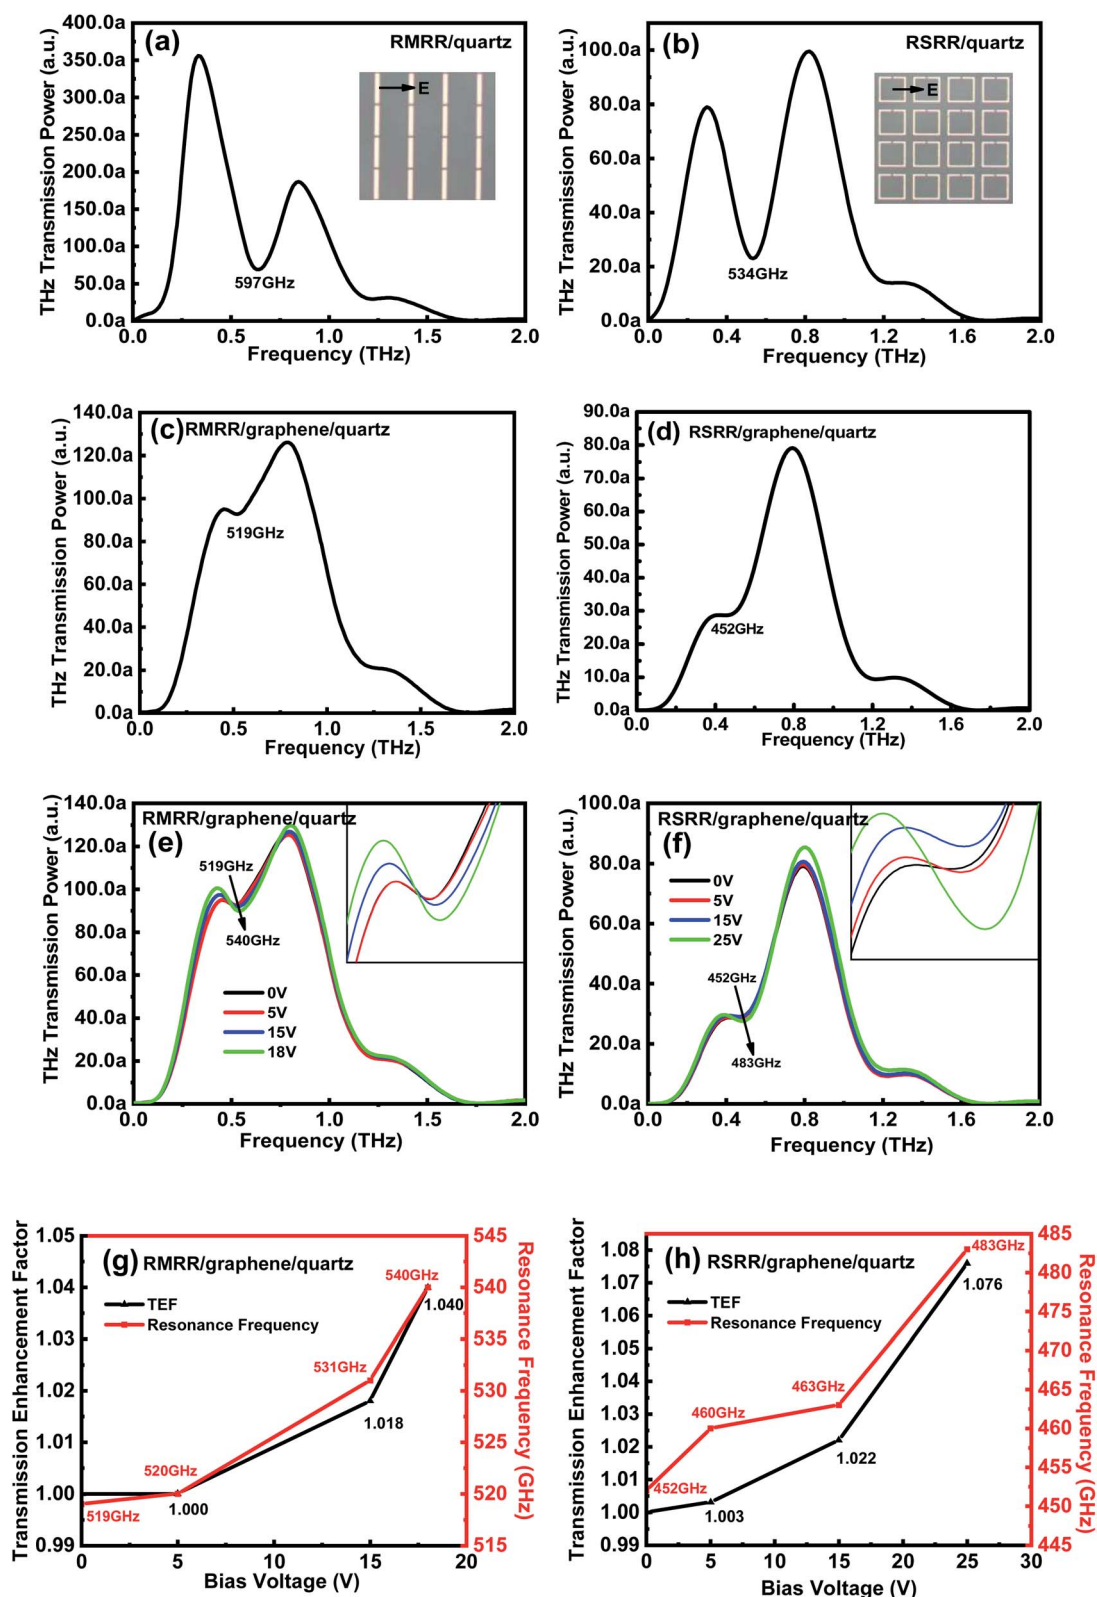 (a) RMRR/quartz
E
THz Transmission Power (a.u.)
400.0a
350.0a
300.0a
250.0a
200.0a
150.0a
100.0a
50.0a
0.0a
597GHz
0.0 0.5 1.0 1.5 2.0
Frequency (THz)
(b) RSRR/quartz
E
THz Transmission Power (a.u.)
100.0a
80.0a
60.0a
40.0a
20.0a
0.0a
534GHz
0.0 0.4 0.8 1.2 1.6 2.0
Frequency (THz)
(c) RMRR/graphene/quartz
THz Transmission Power (a.u.)
140.0a
120.0a
100.0a
80.0a
60.0a
40.0a
20.0a
0.0a
519GHz
0.0 0.5 1.0 1.5 2.0
Frequency (THz)
(d) RSRR/graphene/quartz
THz Transmission Power (a.u.)
90.0a
80.0a
70.0a
60.0a
50.0a
40.0a
30.0a
20.0a
10.0a
0.0a
452GHz
0.0 0.4 0.8 1.2 1.6 2.0
Frequency (THz)
RMRR/graphene/quartz
(e)
THz Transmission Power (a.u.)
140.0a
120.0a
100.0a
80.0a
60.0a
40.0a
20.0a
0.0a
519GHz
540GHz
0V
5V
15V
18V
0.0 0.5 1.0 1.5 2.0
Frequency (THz)
RSRR/graphene/quartz
(f)
THz Transmission Power (a.u.)
100.0a
80.0a
60.0a
40.0a
20.0a
0.0a
0V
5V
15V
25V
452GHz
483GHz
0.0 0.4 0.8 1.2 1.6 2.0
Frequency (THz)
(g) RMRR/graphene/quartz
Transmission Enhancement Factor
1.05
1.04
1.03
1.02
1.01
1.00
0.99
TEF
Resonance Frequency
540GHz
1.040
531GHz
1.018
520GHz
1.000
519GHz
545
540
535
530
525
520
515
Resonance Frequency (GHz)
0 5 10 15 20
Bias Voltage (V)
(h) RSRR/graphene/quartz
Transmission Enhancement Factor
1.08
1.07
1.06
1.05
1.04
1.03
1.02
1.01
1.00
0.99
TEF
Resonance Frequency
483GHz
1.076
463GHz
460GHz
1.022
452GHz
1.003
485
480
475
470
465
460
455
450
445
Resonance Frequency (GHz)
0 5 10 15 20 25 30
Bias Voltage (V)